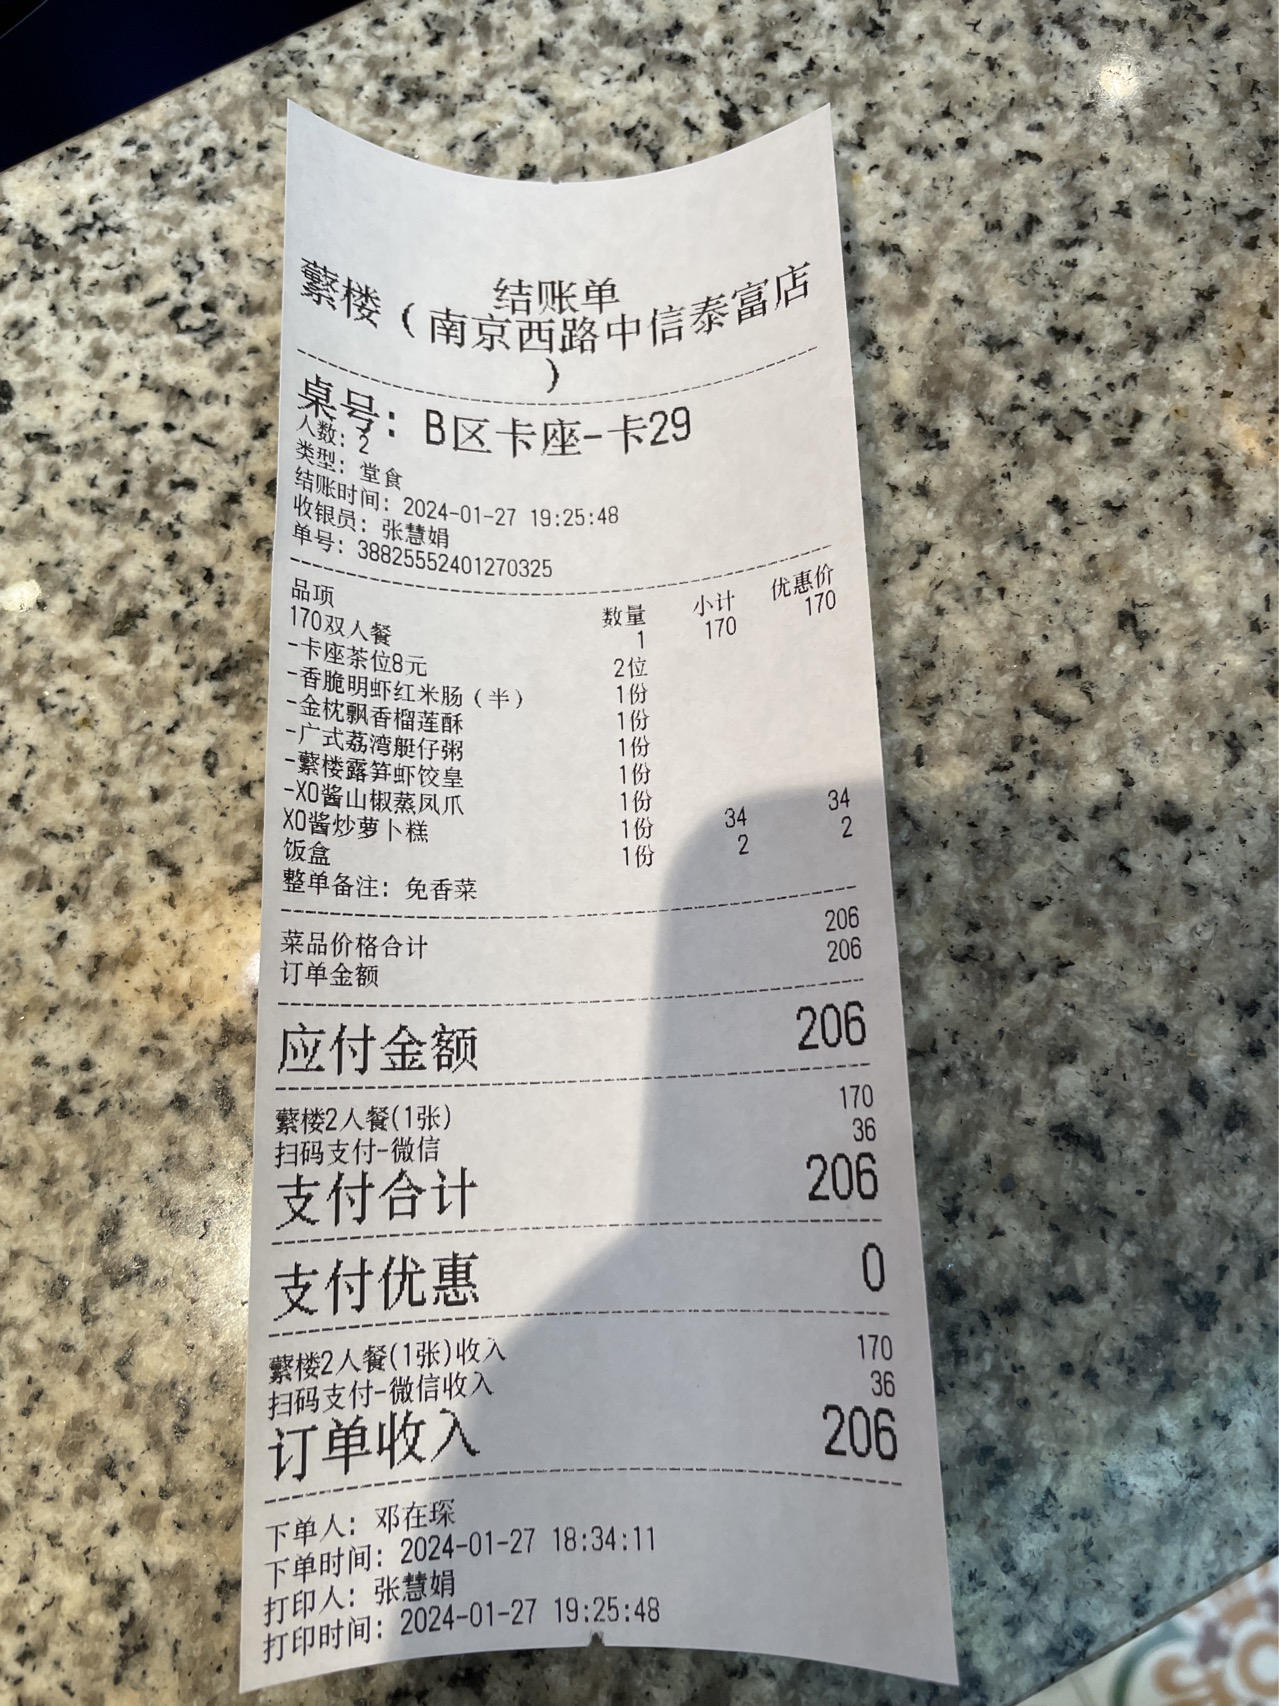 结账单
蘩楼（南京西路中信泰富店
）
桌号：B区卡座-卡29
人数：2
类型：堂食
结账时间：2024-01-27 19:25:48
收银员：张慧娟
单号：38825552401270325
品项 数量 小计 优惠价
170双人餐 1 170 170
-卡座茶位8元 2位
-香脆明虾红米肠（半） 1份
-金枕飘香榴莲酥 1份
-广式荔湾艇仔粥 1份
-蘩楼露笋虾饺皇 1份
-XO酱山椒蒸凤爪 1份
XO酱炒萝卜糕 1份 34 34
饭盒 1份 2 2
整单备注：免香菜
菜品价格合计 206
订单金额 206
应付金额 206
蘩楼2人餐(1张) 170
扫码支付-微信 36
支付合计 206
支付优惠 0
蘩楼2人餐(1张)收入 170
扫码支付-微信收入 36
订单收入 206
下单人：邓在琛
下单时间：2024-01-27 18:34:11
打印人：张慧娟
打印时间：2024-01-27 19:25:48